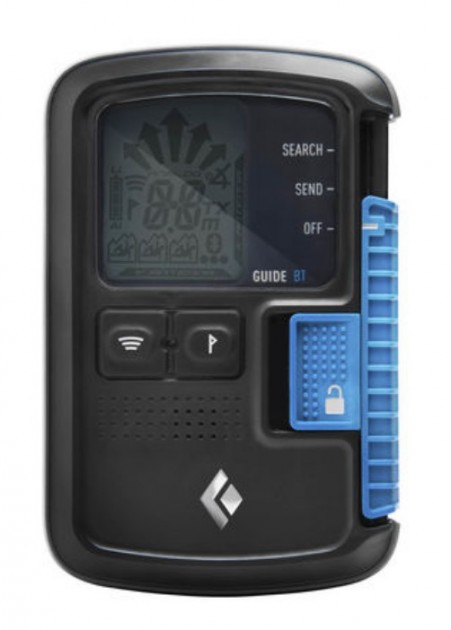 SEARCH –
SEND –
OFF –
GUIDE BT